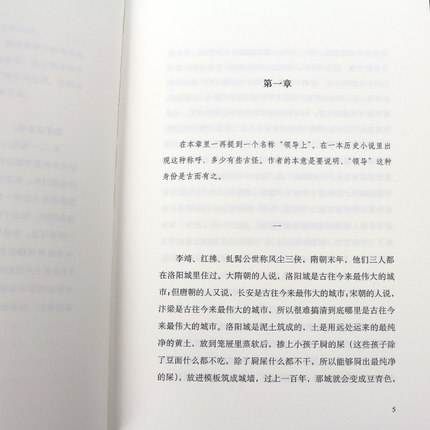 第一章
在本章里一再提到一个名称“领导上”。在一本历史小说里出
现这种称呼,多少有些古怪。作者的本意是要说明,“领导”这种
身份是古而有之。
一
李靖、红拂、虬髯公世称风尘三侠,隋朝末年,他们三人都
在洛阳城里住过。大隋朝的人说,洛阳城是古往今来最伟大的城
市;但唐朝的人又说,长安是古往今来最伟大的城市;宋朝的人说,
汴梁是古往今来最伟大的城市,所以很难搞清到底哪里是古往今
来最伟大的城市。洛阳城是泥土筑成的,土是用远处运来的最纯
净的黄土,放到笼屉里蒸软后,掺上小孩子屙的屎(这些孩子除
了豆面什么都不吃,除了屙屎什么都不干,所以能够屙出最纯净
的屎),放进模板筑成城墙,过上一百年,那城就会变成豆青色,
5